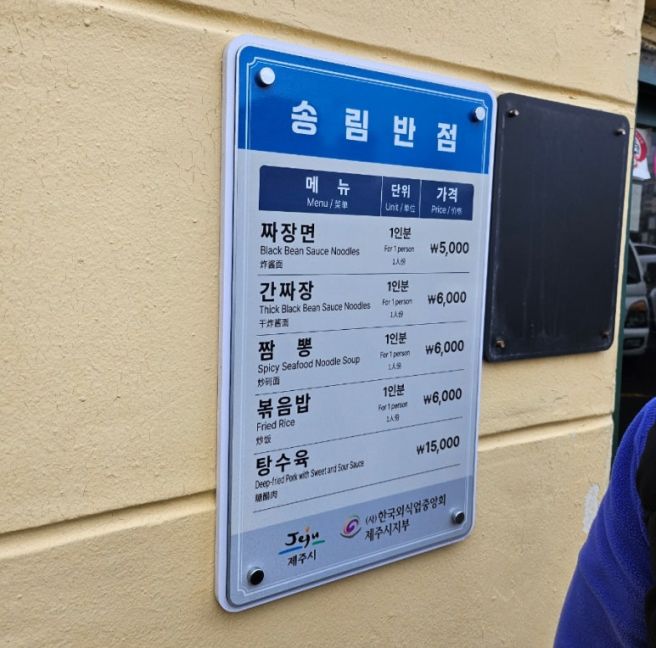 송림반점
메 뉴 단위 가격
Menu / 菜单 Unit / 单位 Price / 价格
짜장면 1인분 ₩5,000
Black Bean Sauce Noodles For 1 person
炸酱面 1人份
간짜장 1인분 ₩6,000
Thick Black Bean Sauce Noodles For 1 person
干炸酱面 1人份
짬 뽕 1인분 ₩6,000
Spicy Seafood Noodle Soup For 1 person
炒码面 1人份
볶음밥 1인분 ₩6,000
Fried Rice For 1 person
炒饭 1人份
탕수육 ₩15,000
Deep-fried Pork with Sweet and Sour Sauce
糖醋肉
Jeju
제주시
(사)한국외식업중앙회
제주시지부